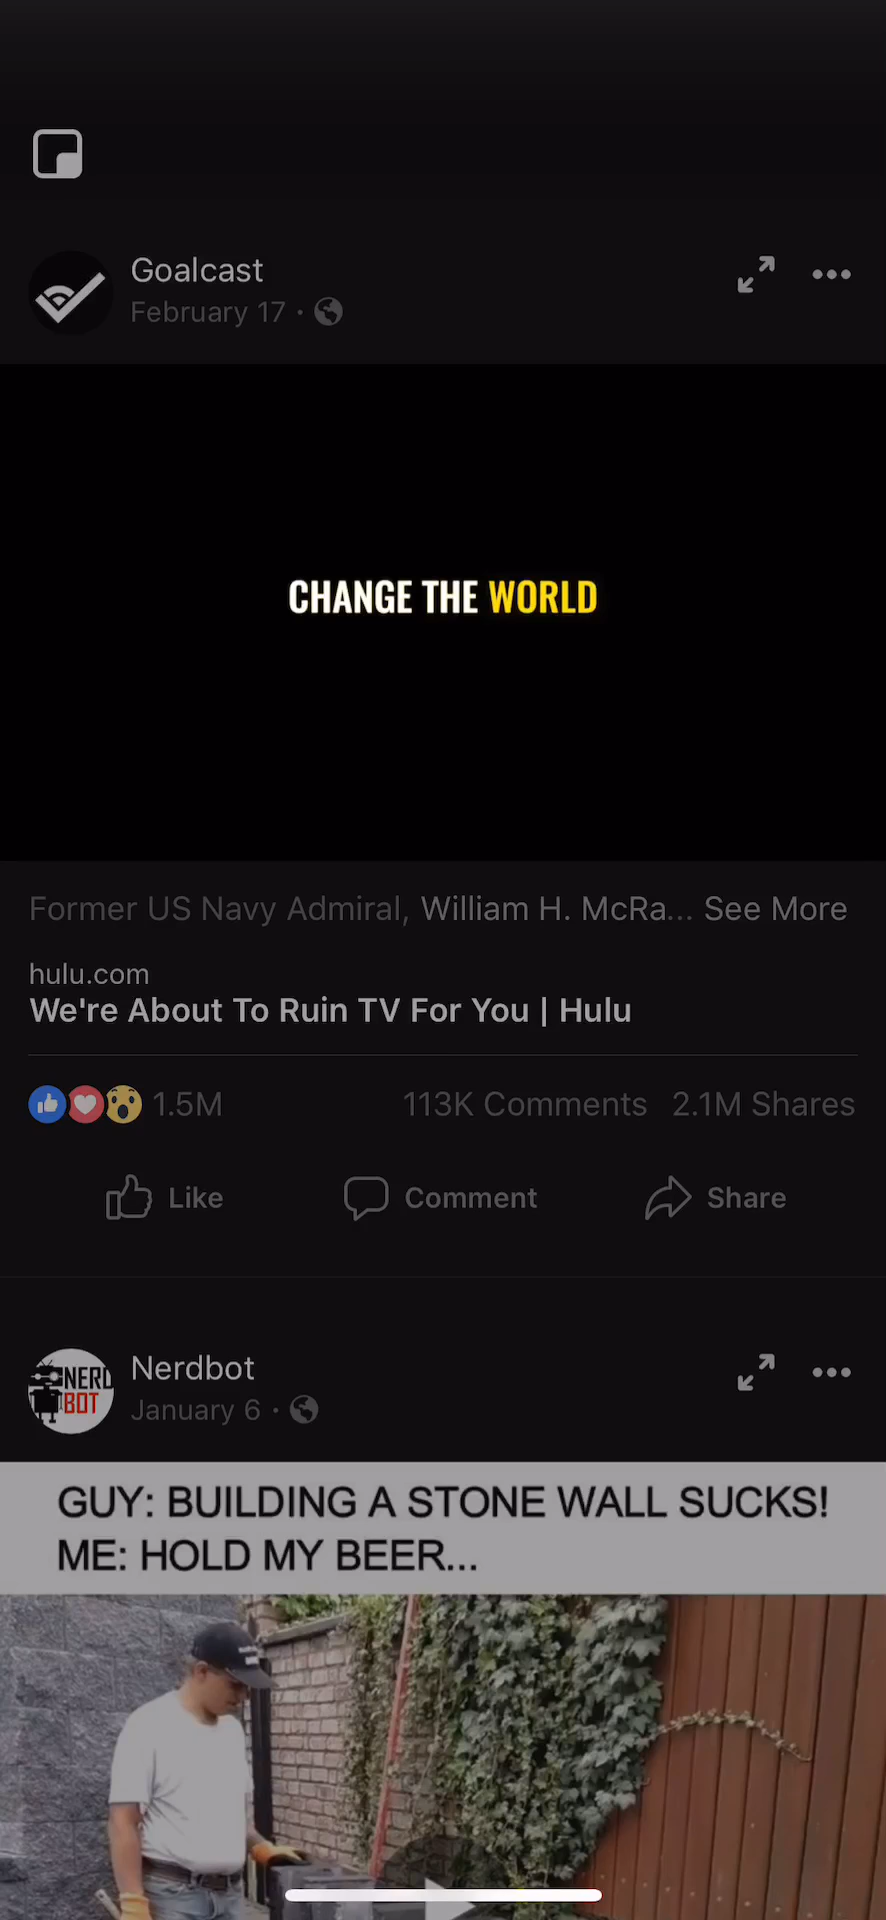 Goalcast
February 17 ·
CHANGE THE WORLD
Former US Navy Admiral, William H. McRa... See More
hulu.com
We're About To Ruin TV For You | Hulu
1.5M 113K Comments 2.1M Shares
Like Comment Share
NERD
BOT
Nerdbot
January 6 ·
GUY: BUILDING A STONE WALL SUCKS!
ME: HOLD MY BEER...